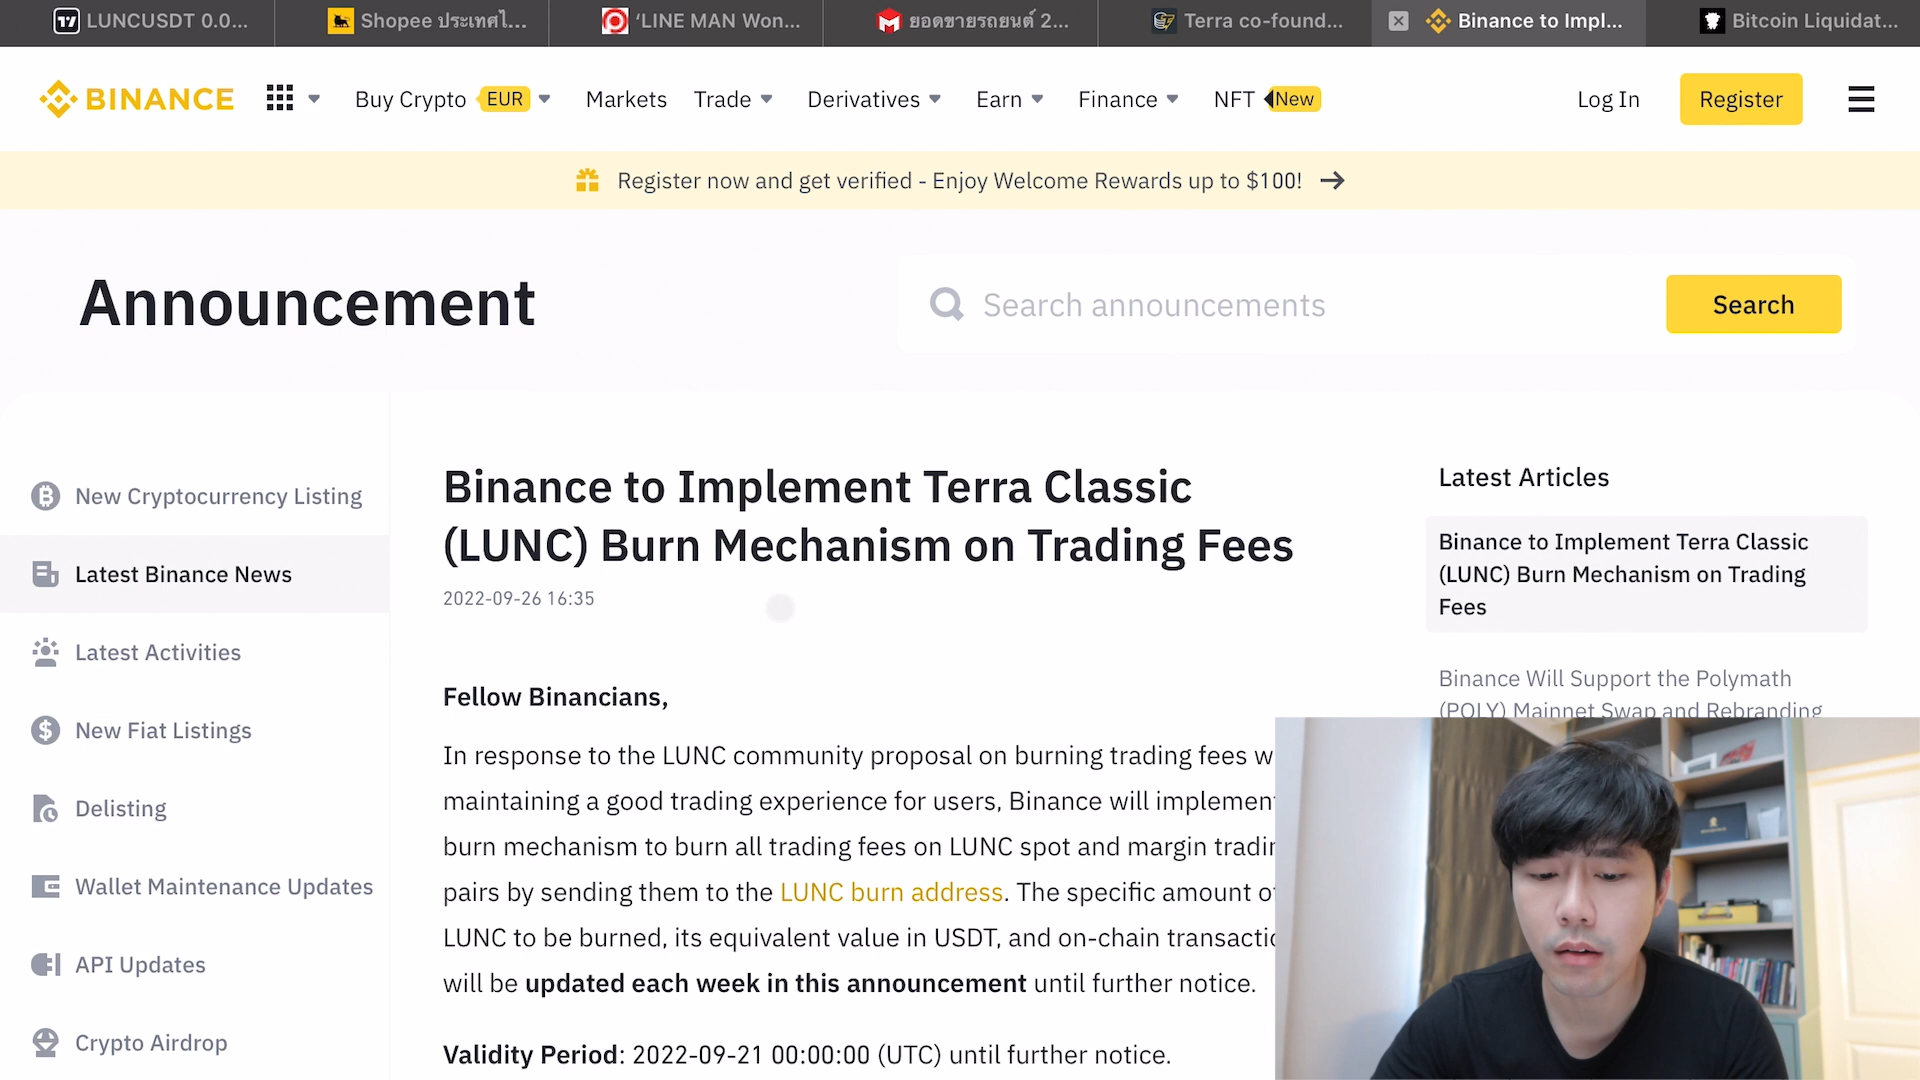 LUNCUSDT 0.0...
Shopee ประเทศไ...
‘LINE MAN Won...
ยอดขายรถยนต์ 2...
Terra co-found...
Binance to Impl...
Bitcoin Liquidat...
BINANCE
Buy Crypto EUR
Markets
Trade
Derivatives
Earn
Finance
NFT New
Log In
Register
Register now and get verified - Enjoy Welcome Rewards up to $100!
Announcement
Search announcements
Search
New Cryptocurrency Listing
Latest Binance News
Latest Activities
New Fiat Listings
Delisting
Wallet Maintenance Updates
API Updates
Crypto Airdrop
Binance to Implement Terra Classic
(LUNC) Burn Mechanism on Trading Fees
2022-09-26 16:35
Fellow Binancians,
In response to the LUNC community proposal on burning trading fees w
maintaining a good trading experience for users, Binance will implement
burn mechanism to burn all trading fees on LUNC spot and margin tradin
pairs by sending them to the LUNC burn address. The specific amount of
LUNC to be burned, its equivalent value in USDT, and on-chain transactio
will be updated each week in this announcement until further notice.
Validity Period: 2022-09-21 00:00:00 (UTC) until further notice.
Latest Articles
Binance to Implement Terra Classic
(LUNC) Burn Mechanism on Trading
Fees
Binance Will Support the Polymath
(POLY) Mainnet Swap and Rebranding